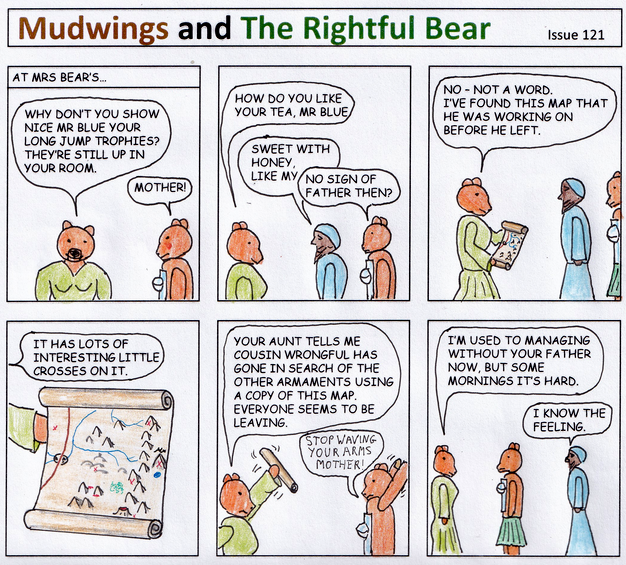 Mudwings and The Rightful Bear
Issue 121
AT MRS BEAR'S...
WHY DON'T YOU SHOW
NICE MR BLUE YOUR
LONG JUMP TROPHIES?
THEY'RE STILL UP IN
YOUR ROOM.
MOTHER!
HOW DO YOU LIKE
YOUR TEA, MR BLUE
SWEET WITH
HONEY,
LIKE MY
NO SIGN OF
FATHER THEN?
NO - NOT A WORD.
I'VE FOUND THIS MAP THAT
HE WAS WORKING ON
BEFORE HE LEFT.
IT HAS LOTS OF
INTERESTING LITTLE
CROSSES ON IT.
YOUR AUNT TELLS ME
COUSIN WRONGFUL HAS
GONE IN SEARCH OF THE
OTHER ARMAMENTS USING
A COPY OF THIS MAP.
EVERYONE SEEMS TO BE
LEAVING.
STOP WAVING
YOUR ARMS
MOTHER!
I'M USED TO MANAGING
WITHOUT YOUR FATHER
NOW, BUT SOME
MORNINGS IT'S HARD.
I KNOW THE
FEELING.